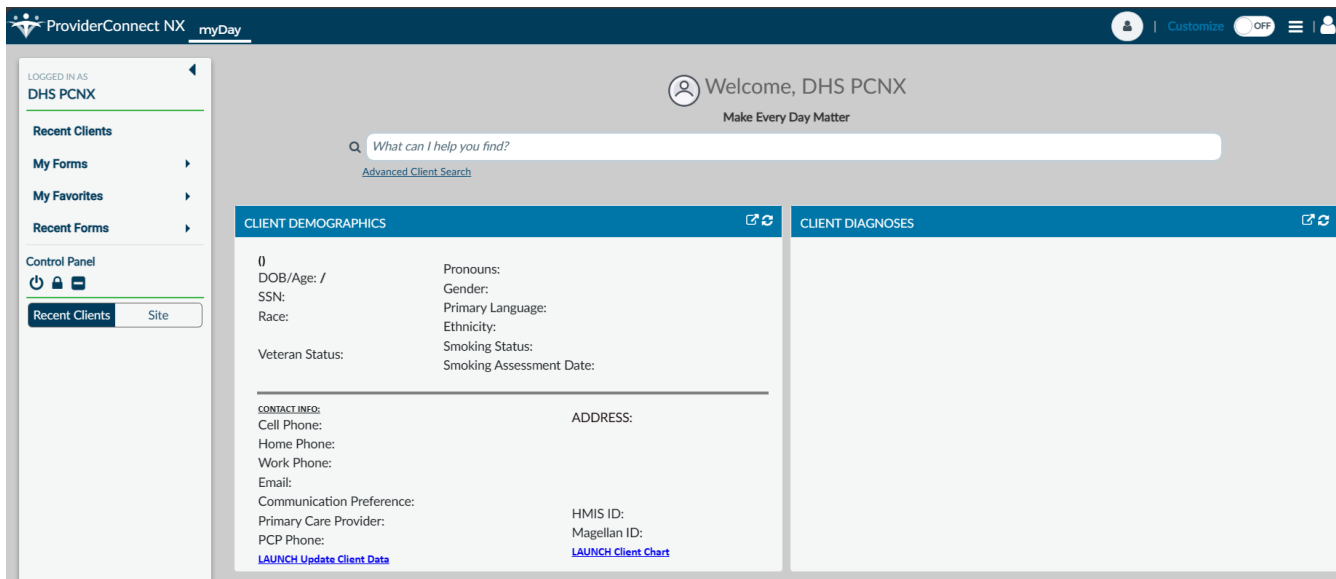 ProviderConnect NX myDay
Customize OFF
LOGGED IN AS
DHS PCNX
Recent Clients
My Forms
My Favorites
Recent Forms
Control Panel
Recent Clients Site
Welcome, DHS PCNX
Make Every Day Matter
What can I help you find?
Advanced Client Search
CLIENT DEMOGRAPHICS
()
DOB/Age: /
SSN:
Race:
Veteran Status:
Pronouns:
Gender:
Primary Language:
Ethnicity:
Smoking Status:
Smoking Assessment Date:
CONTACT INFO:
Cell Phone:
Home Phone:
Work Phone:
Email:
Communication Preference:
Primary Care Provider:
PCP Phone:
LAUNCH Update Client Data
ADDRESS:
HMIS ID:
Magellan ID:
LAUNCH Client Chart
CLIENT DIAGNOSES